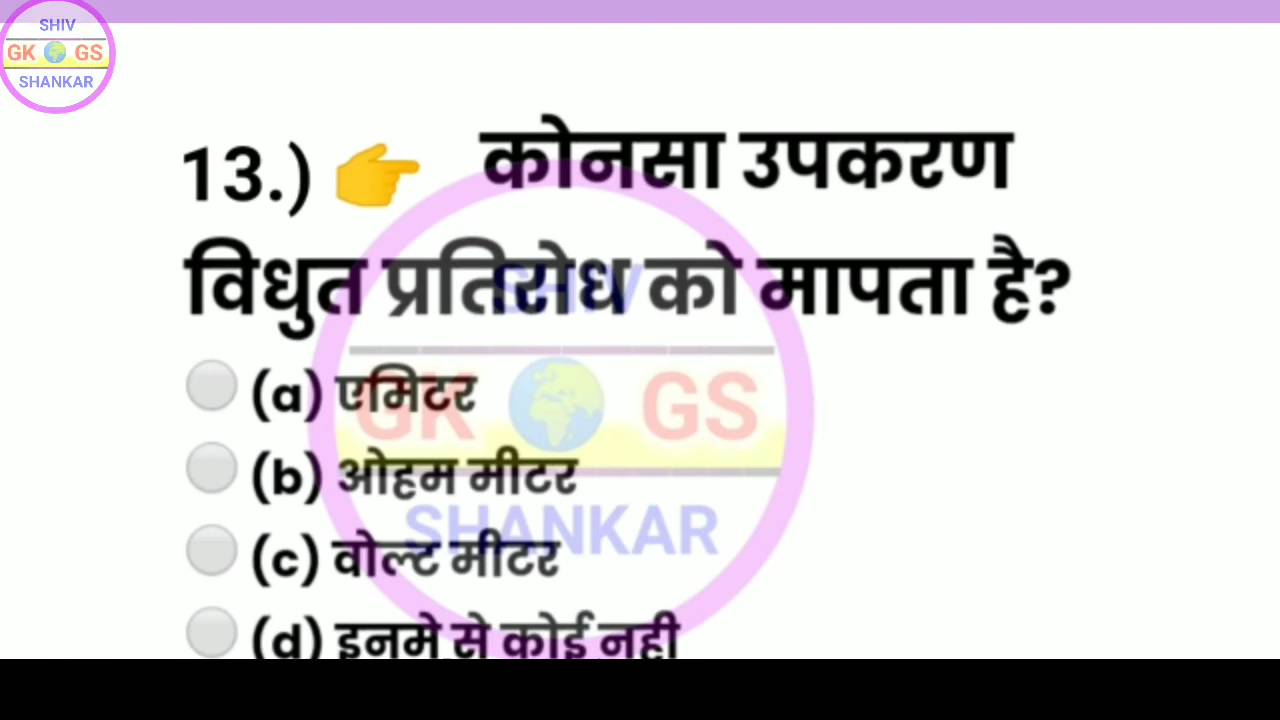 SHIV
GK GS
SHANKAR
13.) 👉 कोनसा उपकरण
विधुत प्रतिरोध को मापता है?
(a) एमिटर
(b) ओहम मीटर
(c) वोल्ट मीटर
(d) इनमे से कोई नही
SHIV
GK GS
SHANKAR